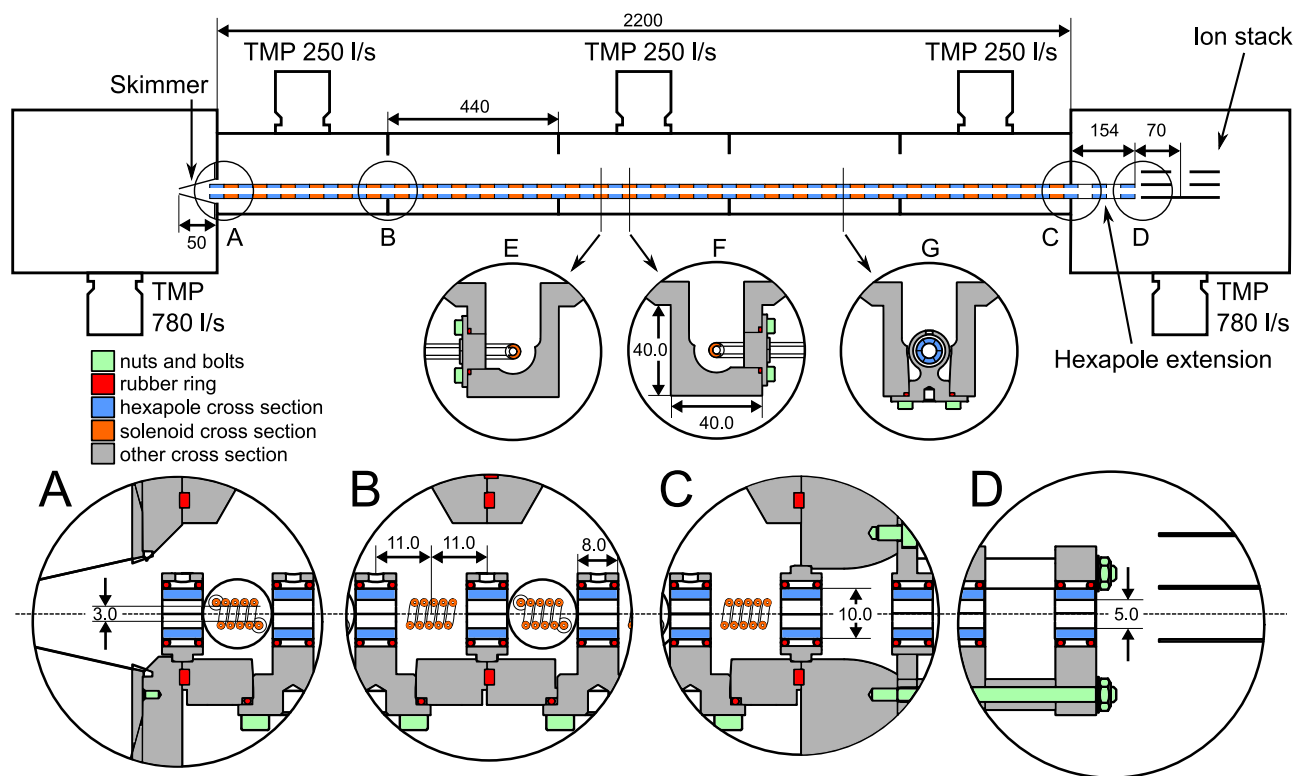 2200
TMP 250 l/s
TMP 250 l/s
TMP 250 l/s
Ion stack
Skimmer
440
154
70
50
A
B
C
D
E
F
G
TMP
780 l/s
TMP
780 l/s
Hexapole extension
40.0
40.0
nuts and bolts
rubber ring
hexapole cross section
solenoid cross section
other cross section
A
B
C
D
3.0
11.0
11.0
8.0
10.0
5.0